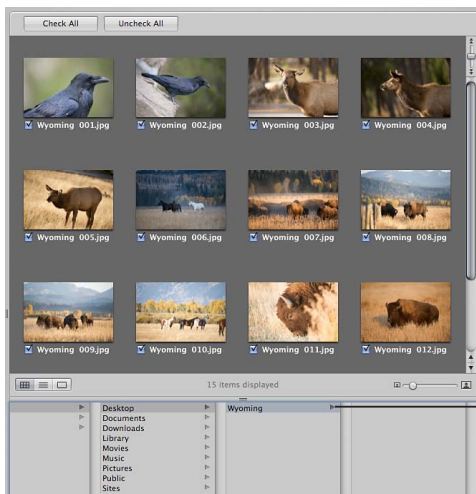 Check All
Uncheck All
Wyoming 001.jpg
Wyoming 002.jpg
Wyoming 003.jpg
Wyoming 004.jpg
Wyoming 005.jpg
Wyoming 006.jpg
Wyoming 007.jpg
Wyoming 008.jpg
Wyoming 009.jpg
Wyoming 010.jpg
Wyoming 011.jpg
Wyoming 012.jpg
15 items displayed
Desktop
Wyoming
Documents
Downloads
Library
Movies
Music
Pictures
Public
Sites